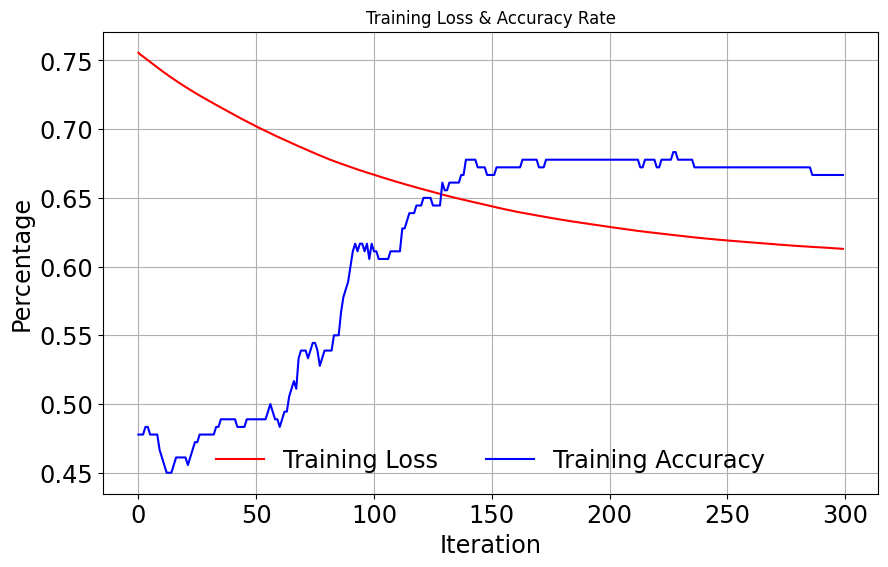 Training Loss & Accuracy Rate
0.75
0.70
0.65
0.60
0.55
0.50
0.45
Percentage
Training Loss
Training Accuracy
0 50 100 150 200 250 300
Iteration